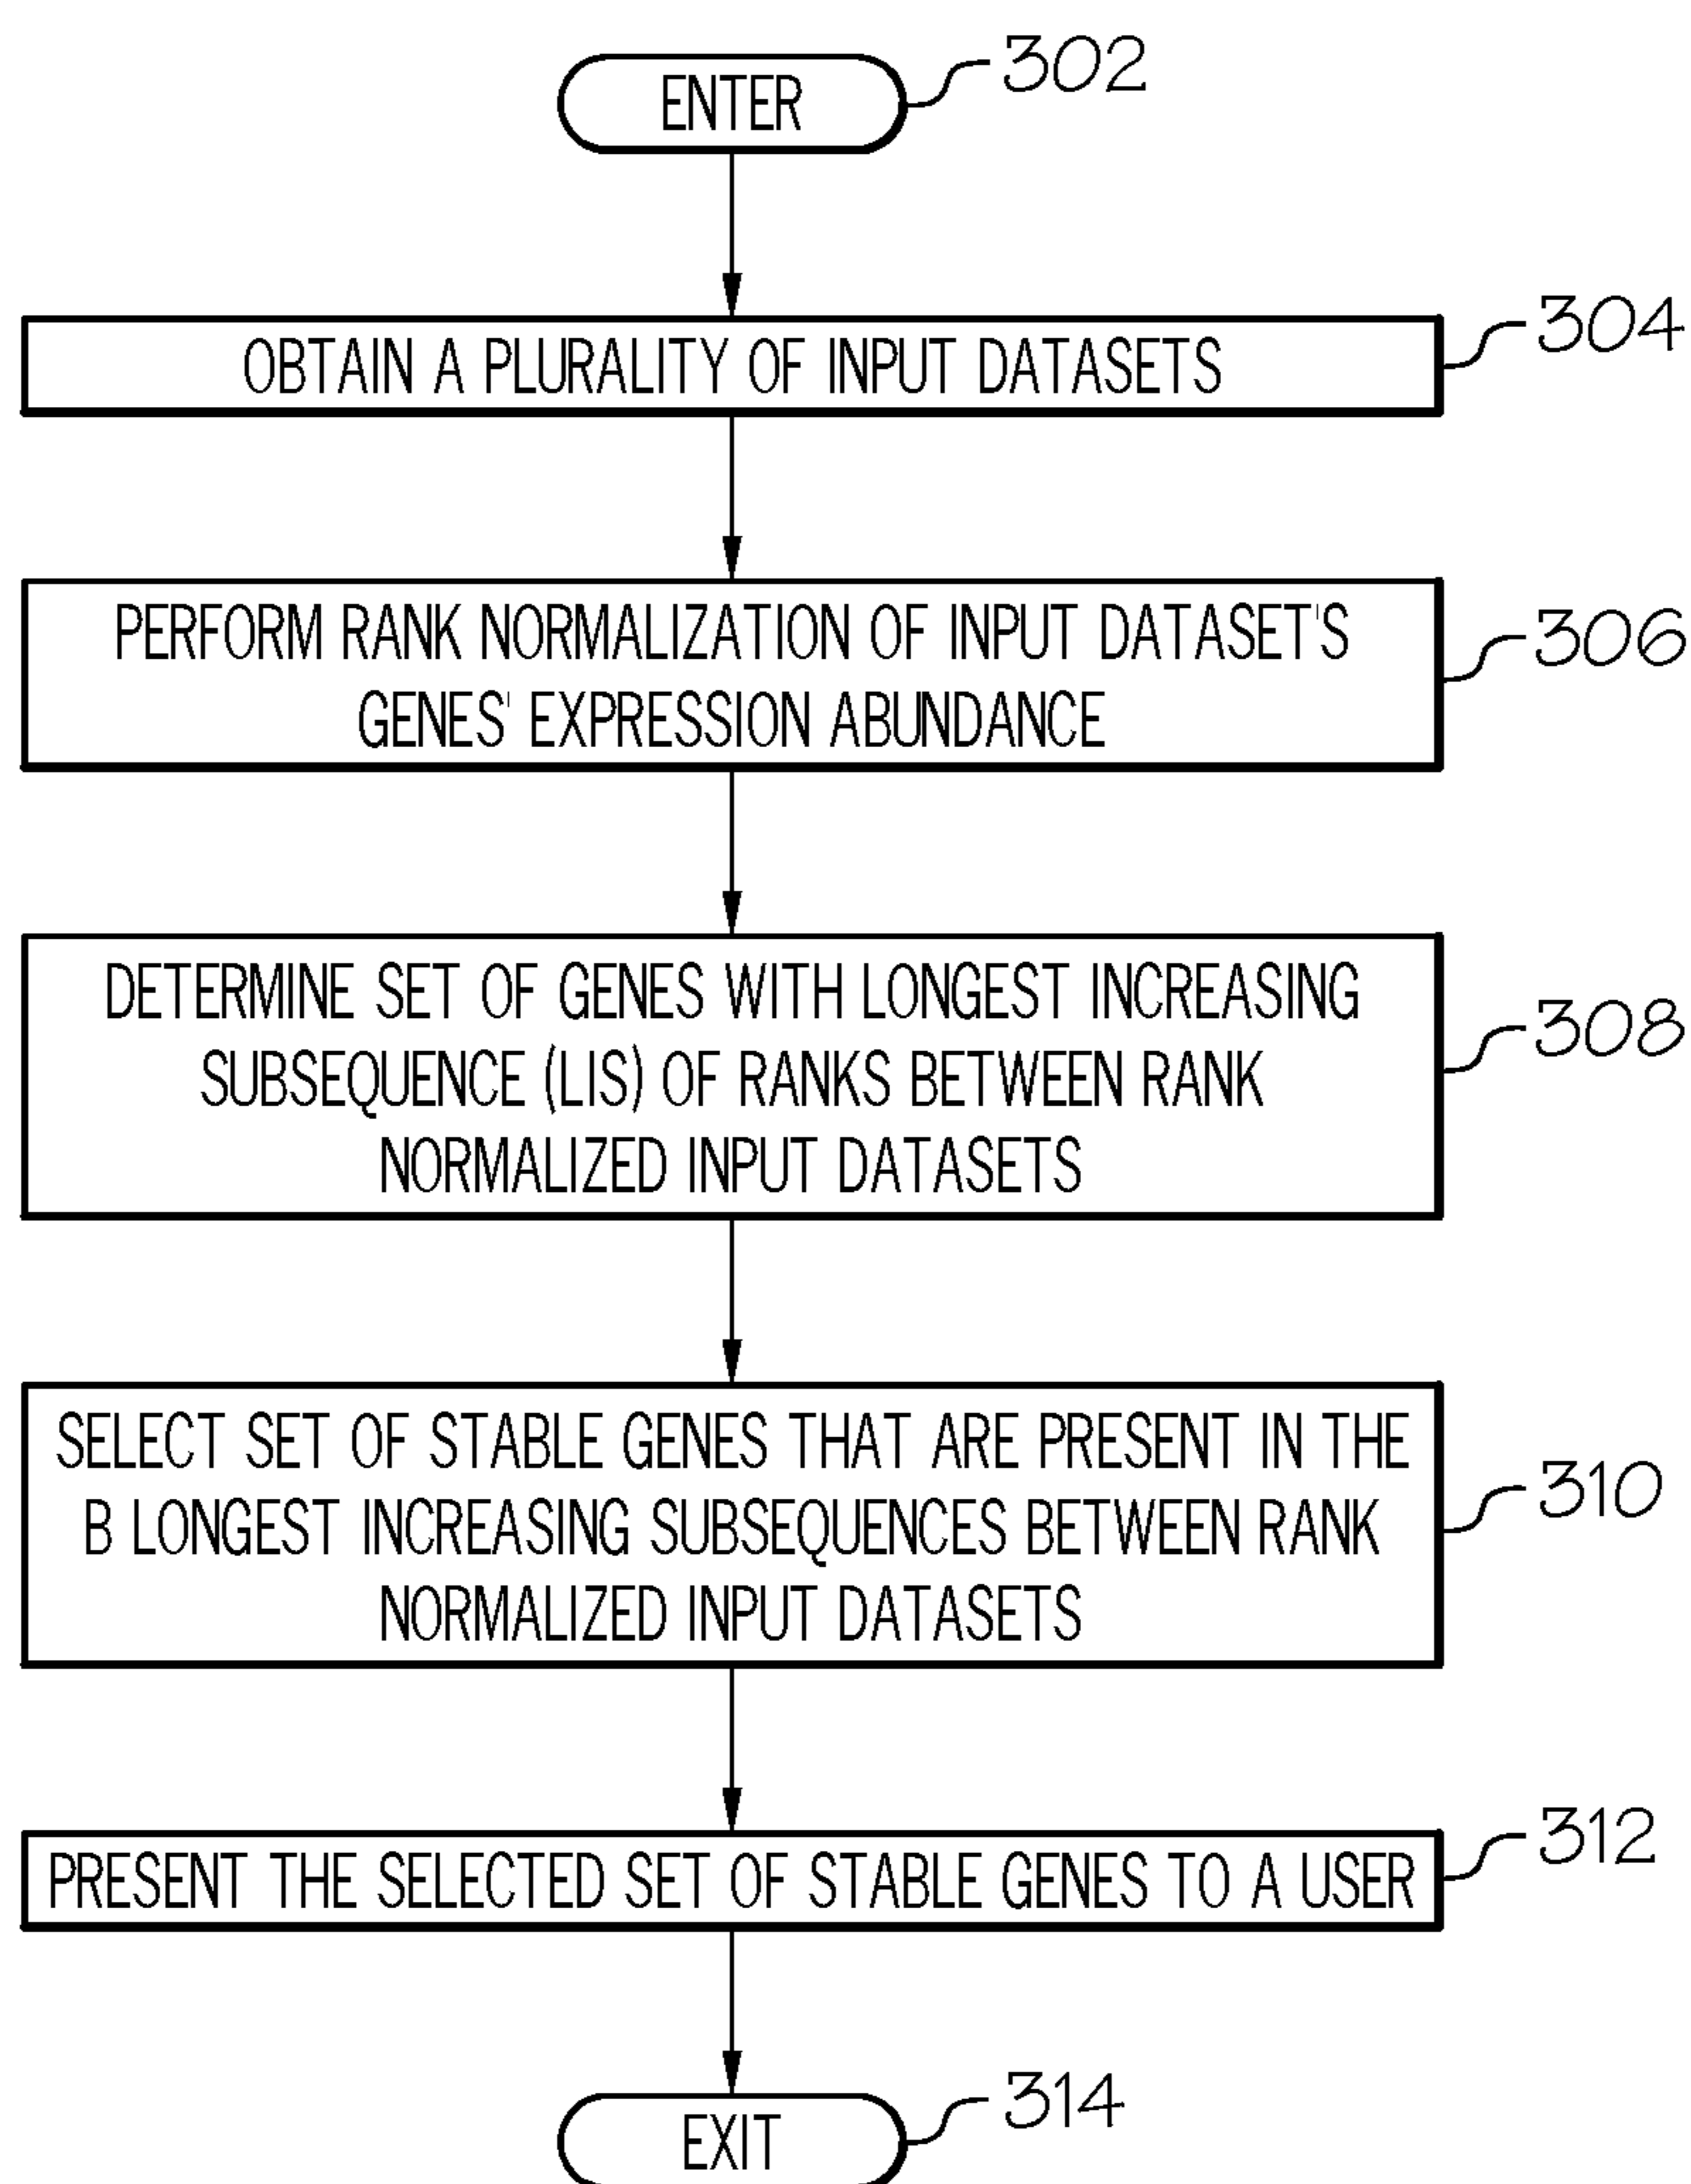 ENTER
302
OBTAIN A PLURALITY OF INPUT DATASETS
304
PERFORM RANK NORMALIZATION OF INPUT DATASET'S
GENES' EXPRESSION ABUNDANCE
306
DETERMINE SET OF GENES WITH LONGEST INCREASING
SUBSEQUENCE (LIS) OF RANKS BETWEEN RANK
NORMALIZED INPUT DATASETS
308
SELECT SET OF STABLE GENES THAT ARE PRESENT IN THE
B LONGEST INCREASING SUBSEQUENCES BETWEEN RANK
NORMALIZED INPUT DATASETS
310
PRESENT THE SELECTED SET OF STABLE GENES TO A USER
312
EXIT
314